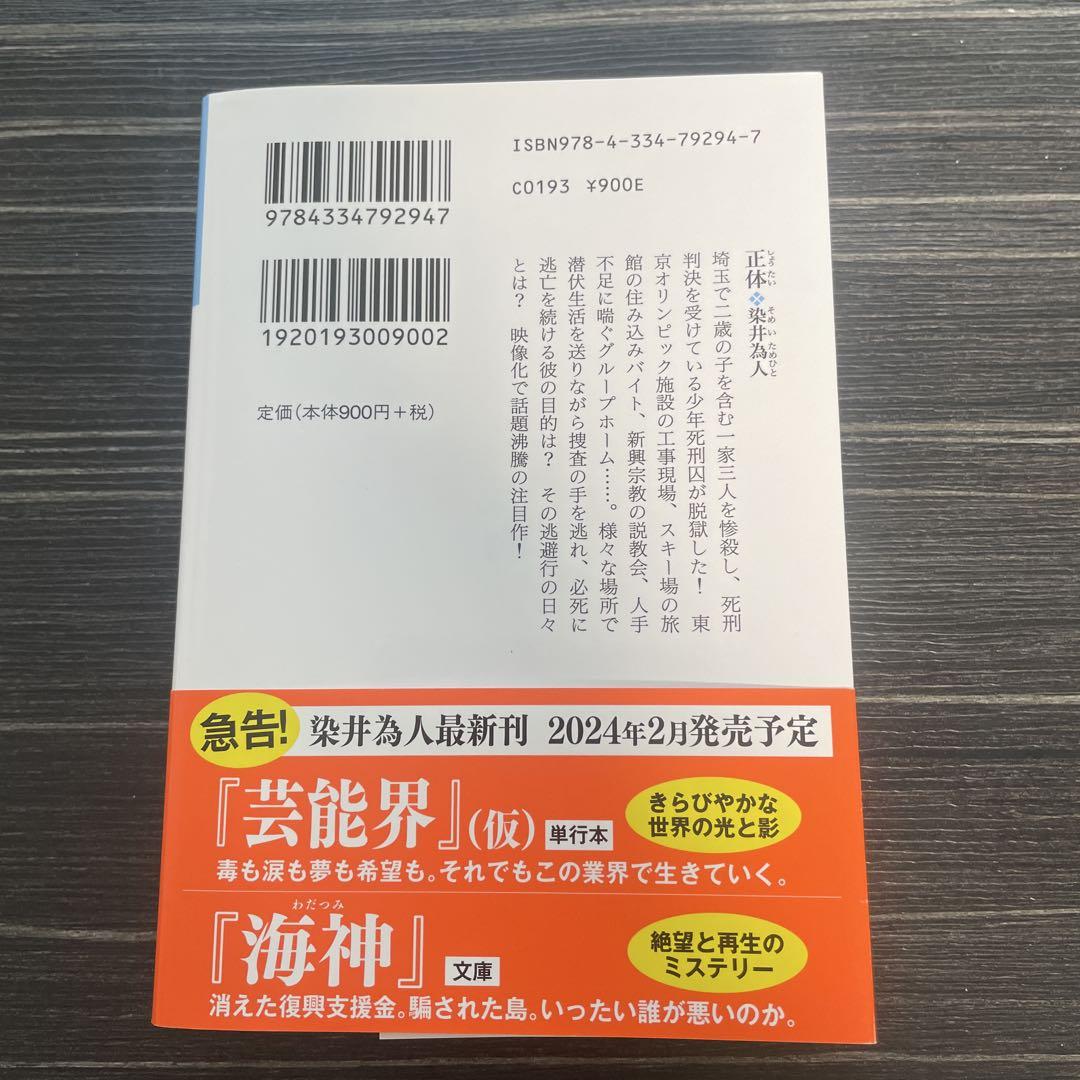 ISBN978-4-334-79294-7
C0193 ¥900E
9784334792947
1920193009002
定価(本体900円+税)
正体❖染井為人
しょうたい
そめいためひと
埼玉で二歳の子を含む一家三人を惨殺し、死刑
判決を受けている少年死刑囚が脱獄した! 東
京オリンピック施設の工事現場、スキー場の旅
館の住み込みバイト、新興宗教の説教会、人手
不足に喘ぐグループホーム……。様々な場所で
潜伏生活を送りながら捜査の手を逃れ、必死に
逃亡を続ける彼の目的は? その逃避行の日々
とは? 映像化で話題沸騰の注目作!
急告!
染井為人最新刊 2024年2月発売予定
『芸能界』(仮) 単行本
きらびやかな
世界の光と影
毒も涙も夢も希望も。それでもこの業界で生きていく。
わだつみ
『海神』 文庫
絶望と再生の
ミステリー
消えた復興支援金。騙された島。いったい誰が悪いのか。